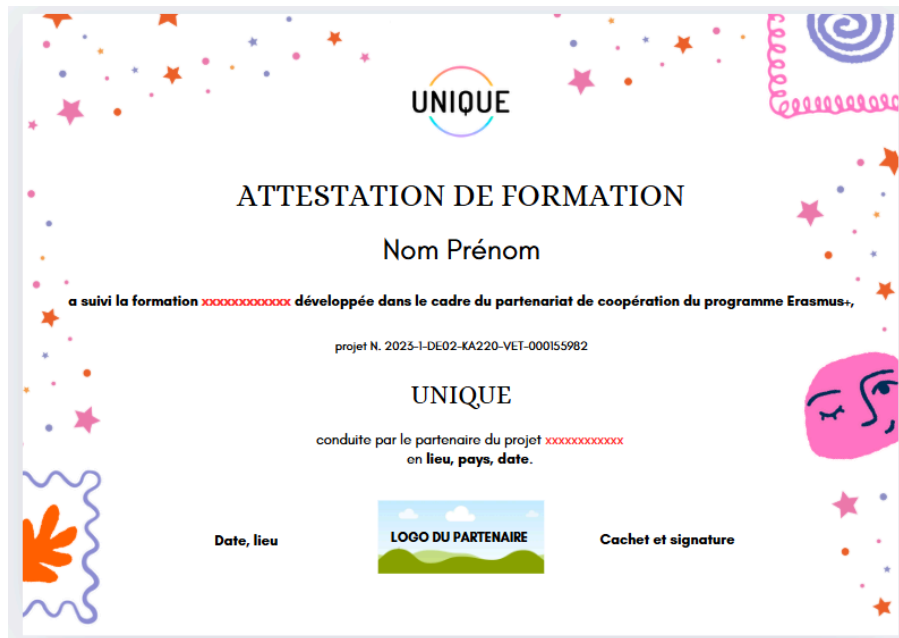 UNIQUE
ATTESTATION DE FORMATION
Nom Prénom
a suivi la formation xxxxxxxxxxxx développée dans le cadre du partenariat de coopération du programme Erasmus+,
projet N. 2023-1-DE02-KA220-VET-000155982
UNIQUE
conduite par le partenaire du projet xxxxxxxxxxxx
en lieu, pays, date.
Date, lieu
LOGO DU PARTENAIRE
Cachet et signature